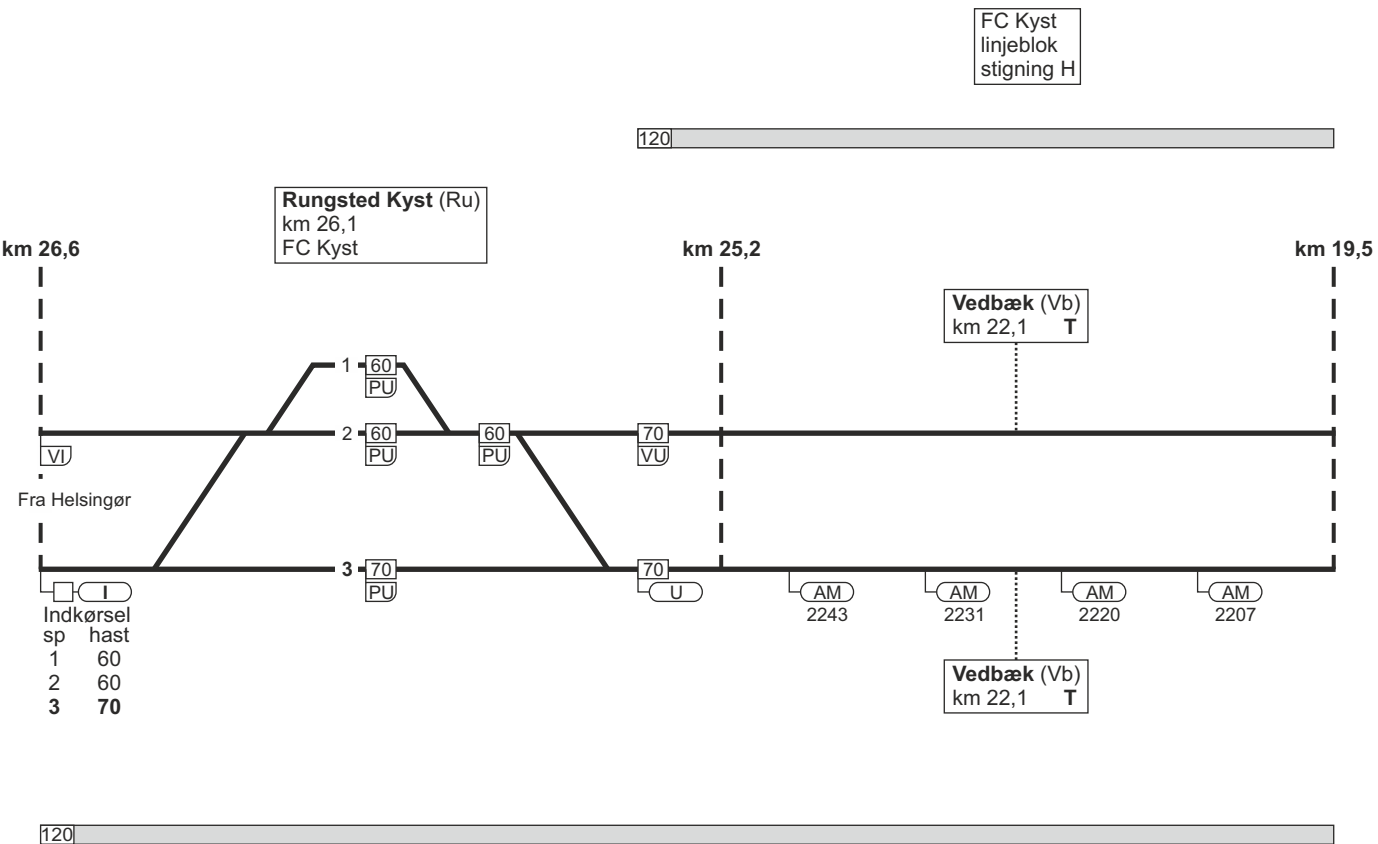 FC Kyst
linjeblok
stigning H
120
Rungsted Kyst (Ru)
km 26,1
FC Kyst
km 26,6
km 25,2
km 19,5
Vedbæk (Vb)
km 22,1 T
1 60
PU
2 60 60 70
VI PU PU VU
Fra Helsingør
3 70 70
I PU U AM AM AM AM
2243 2231 2220 2207
Indkørsel
sp hast
1 60
2 60
3 70
Vedbæk (Vb)
km 22,1 T
120